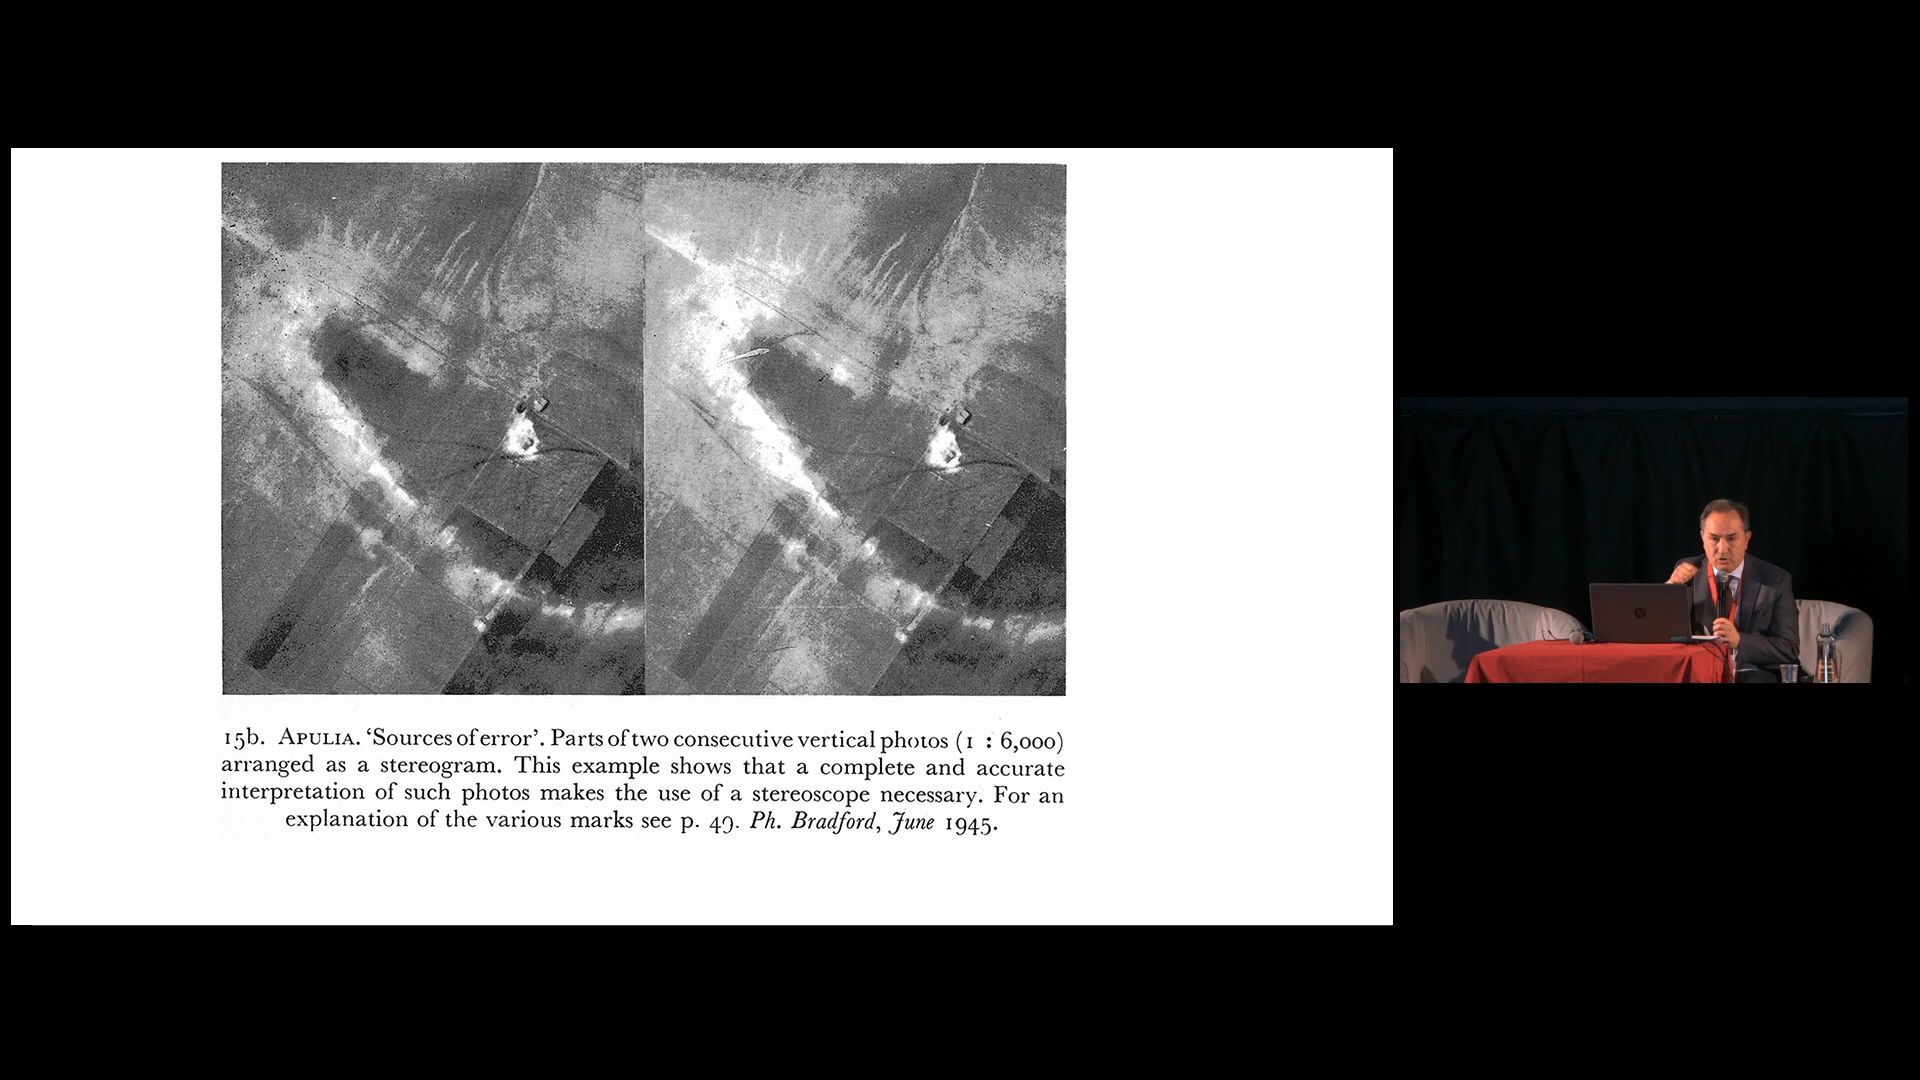 15b. APULIA. ‘Sources of error’. Parts of two consecutive vertical photos (1 : 6,000)
arranged as a stereogram. This example shows that a complete and accurate
interpretation of such photos makes the use of a stereoscope necessary. For an
explanation of the various marks see p. 49. Ph. Bradford, June 1945.